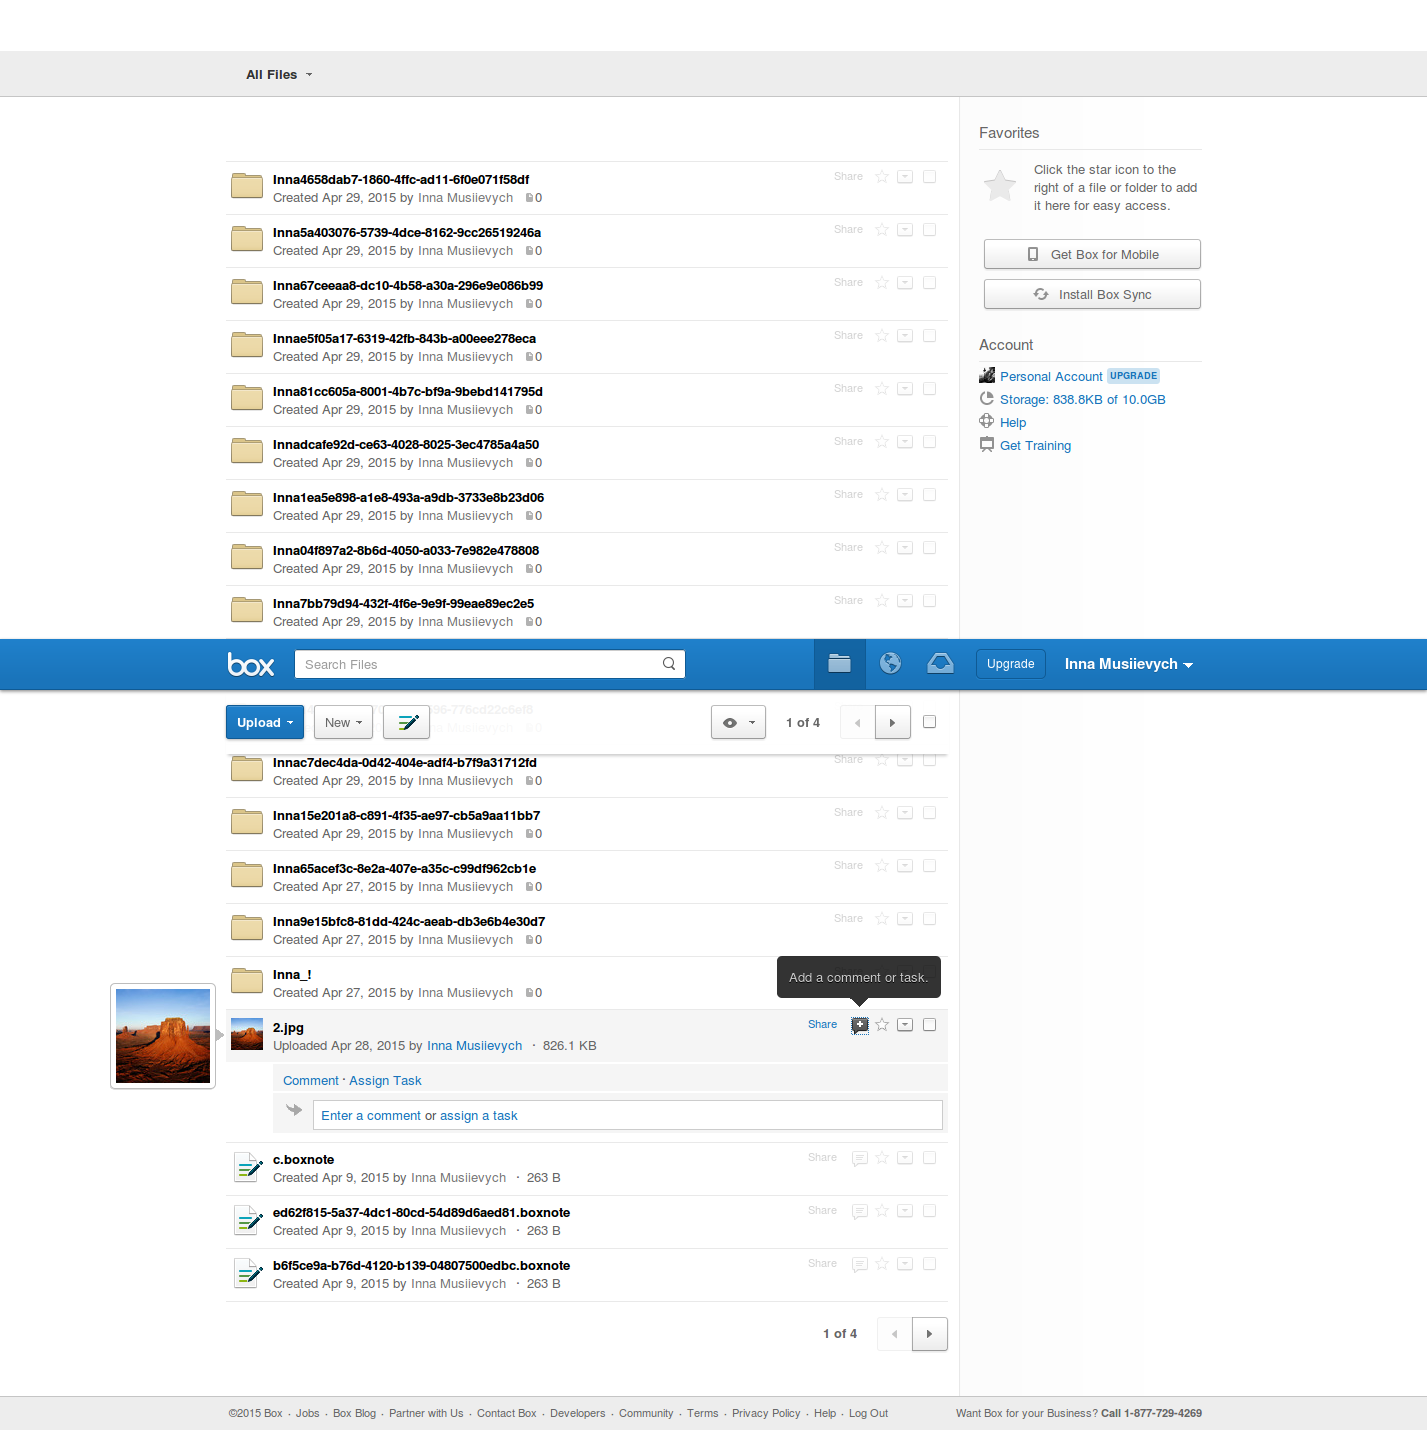 All Files
Favorites
Click the star icon to the
right of a file or folder to add
it here for easy access.
Get Box for Mobile
Install Box Sync
Account
Personal Account UPGRADE
Storage: 838.8KB of 10.0GB
Help
Get Training
Inna4658dab7-1860-4ffc-ad11-6f0e071f58df Share
Created Apr 29, 2015 by Inna Musiievych 0
Inna5a403076-5739-4dce-8162-9cc26519246a Share
Created Apr 29, 2015 by Inna Musiievych 0
Inna67ceeaa8-dc10-4b58-a30a-296e9e086b99 Share
Created Apr 29, 2015 by Inna Musiievych 0
Innae5f05a17-6319-42fb-843b-a00eee278eca Share
Created Apr 29, 2015 by Inna Musiievych 0
Inna81cc605a-8001-4b7c-bf9a-9bebd141795d Share
Created Apr 29, 2015 by Inna Musiievych 0
Innadcafe92d-ce63-4028-8025-3ec4785a4a50 Share
Created Apr 29, 2015 by Inna Musiievych 0
Inna1ea5e898-a1e8-493a-a9db-3733e8b23d06 Share
Created Apr 29, 2015 by Inna Musiievych 0
Inna04f897a2-8b6d-4050-a033-7e982e478808 Share
Created Apr 29, 2015 by Inna Musiievych 0
Inna7bb79d94-432f-4f6e-9e9f-99eae89ec2e5 Share
Created Apr 29, 2015 by Inna Musiievych 0
box Search Files Upgrade Inna Musiievych
Upload New 1 of 4
Innac7dec4da-0d42-404e-adf4-b7f9a31712fd Share
Created Apr 29, 2015 by Inna Musiievych 0
Inna15e201a8-c891-4f35-ae97-cb5a9aa11bb7 Share
Created Apr 29, 2015 by Inna Musiievych 0
Inna65acef3c-8e2a-407e-a35c-c99df962cb1e Share
Created Apr 27, 2015 by Inna Musiievych 0
Inna9e15bfc8-81dd-424c-aeab-db3e6b4e30d7 Share
Created Apr 27, 2015 by Inna Musiievych 0
Inna_!
Created Apr 27, 2015 by Inna Musiievych 0
Add a comment or task.
2.jpg Share
Uploaded Apr 28, 2015 by Inna Musiievych · 826.1 KB
Comment · Assign Task
Enter a comment or assign a task
c.boxnote Share
Created Apr 9, 2015 by Inna Musiievych · 263 B
ed62f815-5a37-4dc1-80cd-54d89d6aed81.boxnote Share
Created Apr 9, 2015 by Inna Musiievych · 263 B
b6f5ce9a-b76d-4120-b139-04807500edbc.boxnote Share
Created Apr 9, 2015 by Inna Musiievych · 263 B
1 of 4
©2015 Box · Jobs · Box Blog · Partner with Us · Contact Box · Developers · Community · Terms · Privacy Policy · Help · Log Out Want Box for your Business? Call 1-877-729-4269